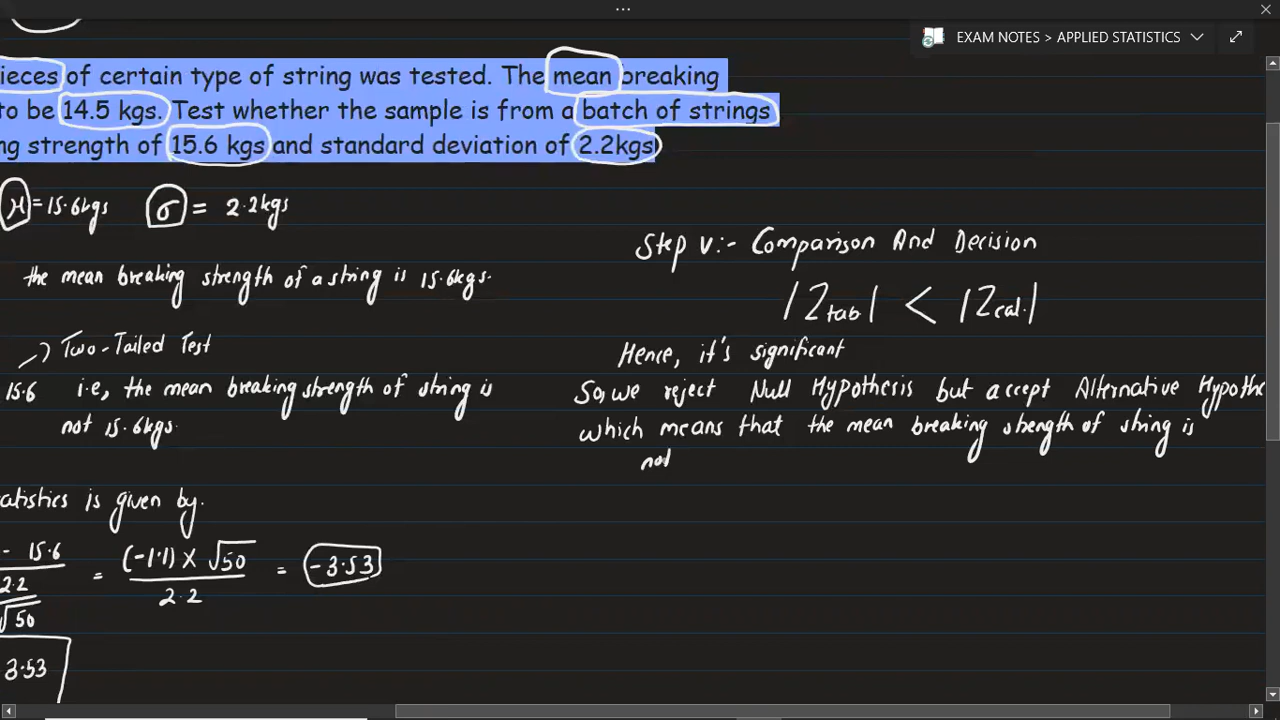 EXAM NOTES > APPLIED STATISTICS
ieces of certain type of string was tested. The mean breaking
to be 14.5 kgs. Test whether the sample is from a batch of strings
ng strength of 15.6 kgs and standard deviation of 2.2kgs
μ = 15.6kgs σ = 2.2kgs
the mean breaking strength of a string is 15.6kgs.
Two-Tailed Test
15.6 i.e, the mean breaking strength of string is
not 15.6kgs.
tatistics is given by.
- 15.6 / 2.2/√50 = (-1.1) X √50 / 2.2 = -3.53
3.53
Step V:- Comparison And Decision
|Ztab| < |Zcal.|
Hence, it's significant
So, we reject Null Hypothesis but accept Alternative Hypothe
which means that the mean breaking strength of string is
not